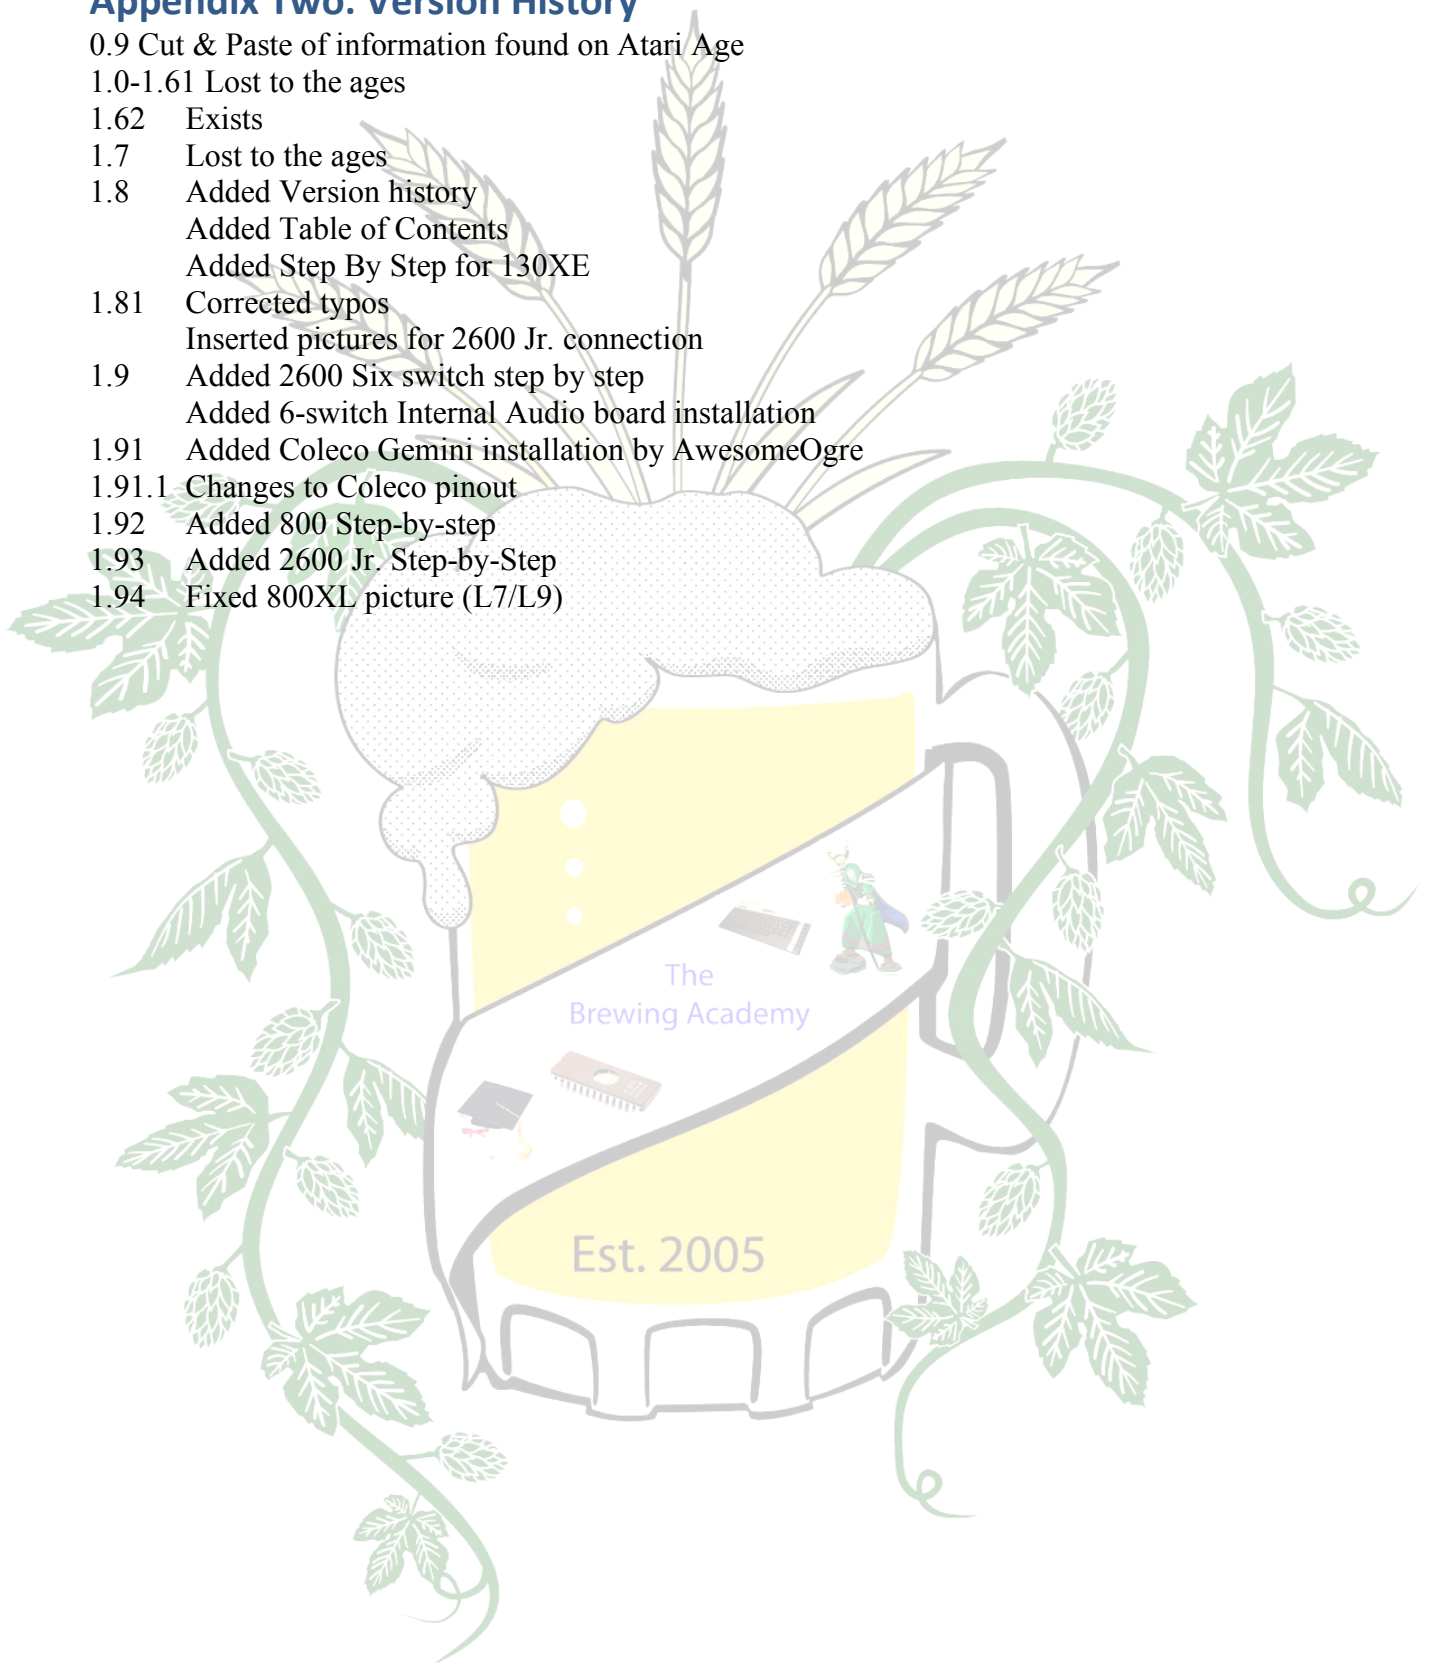 Appendix Two: Version History
0.9 Cut & Paste of information found on Atari Age
1.0-1.61 Lost to the ages
1.62 Exists
1.7 Lost to the ages
1.8 Added Version history
Added Table of Contents
Added Step By Step for 130XE
1.81 Corrected typos
Inserted pictures for 2600 Jr. connection
1.9 Added 2600 Six switch step by step
Added 6-switch Internal Audio board installation
1.91 Added Coleco Gemini installation by AwesomeOgre
1.91.1 Changes to Coleco pinout
1.92 Added 800 Step-by-step
1.93 Added 2600 Jr. Step-by-Step
1.94 Fixed 800XL picture (L7/L9)
The
Brewing Academy
Est. 2005